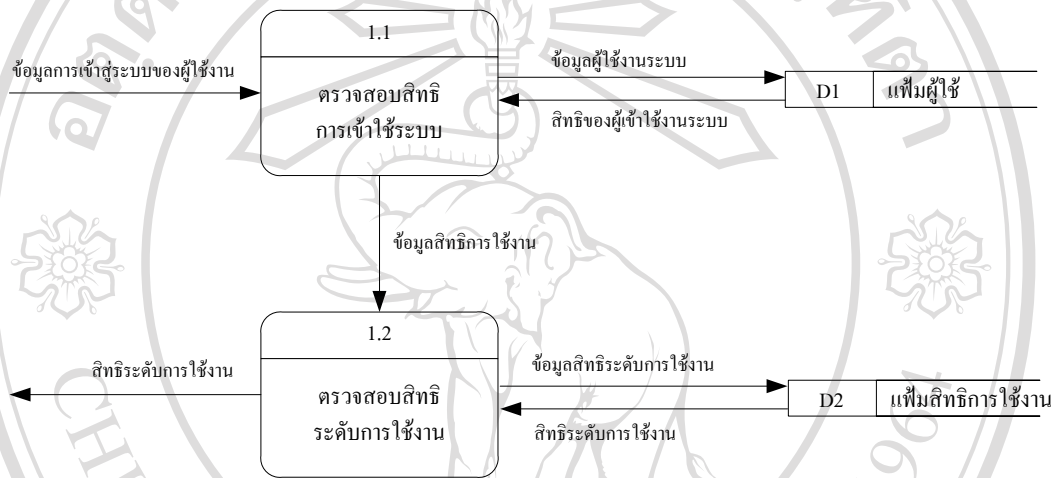 1.1
ข้อมูลการเข้าสู่ระบบของผู้ใช้งาน
ตรวจสอบสิทธิ
การเข้าใช้ระบบ
ข้อมูลผู้ใช้งานระบบ
D1
แฟ้มผู้ใช้
สิทธิของผู้เข้าใช้งานระบบ
ข้อมูลสิทธิการใช้งาน
1.2
สิทธิระดับการใช้งาน
ตรวจสอบสิทธิ
ระดับการใช้งาน
ข้อมูลสิทธิระดับการใช้งาน
D2
แฟ้มสิทธิการใช้งาน
สิทธิระดับการใช้งาน
CHI
964